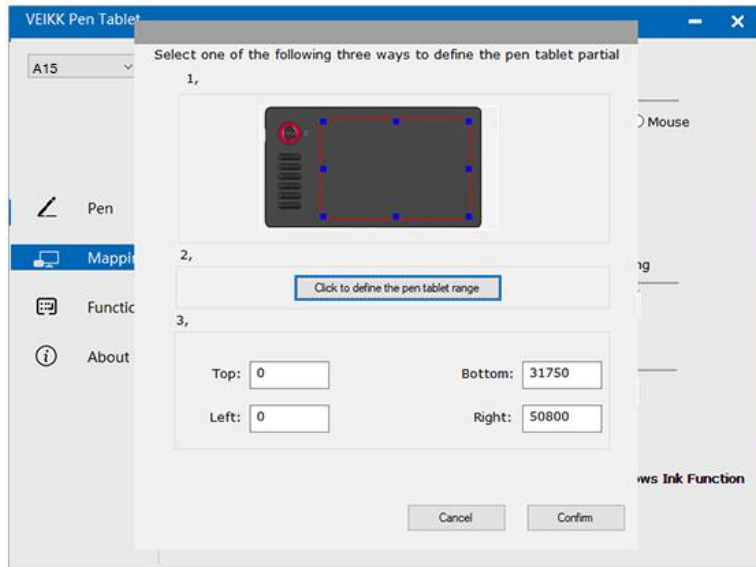 VEIKK Pen Tablet
Select one of the following three ways to define the pen tablet partial
A15
1,
Mouse
Pen
Mappi
2,
ng
Click to define the pen tablet range
Functio
3,
About
Top: 0
Bottom: 31750
Left: 0
Right: 50800
ows Ink Function
Cancel
Confirm